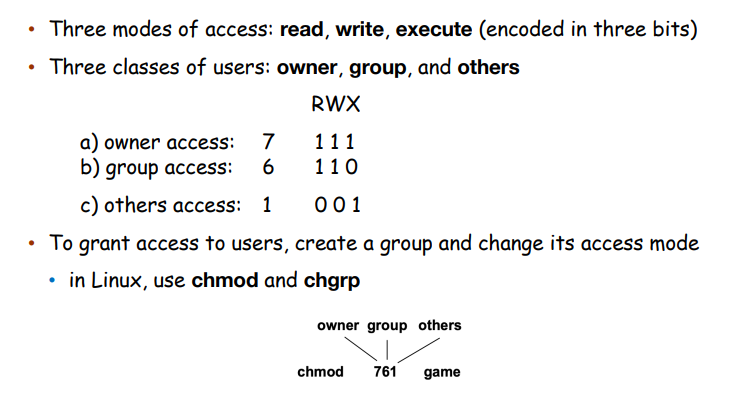 • Three modes of access: read, write, execute (encoded in three bits)
• Three classes of users: owner, group, and others
RWX
a) owner access: 7 1 1 1
b) group access: 6 1 1 0
c) others access: 1 0 0 1
• To grant access to users, create a group and change its access mode
• in Linux, use chmod and chgrp
owner group others
chmod 761 game